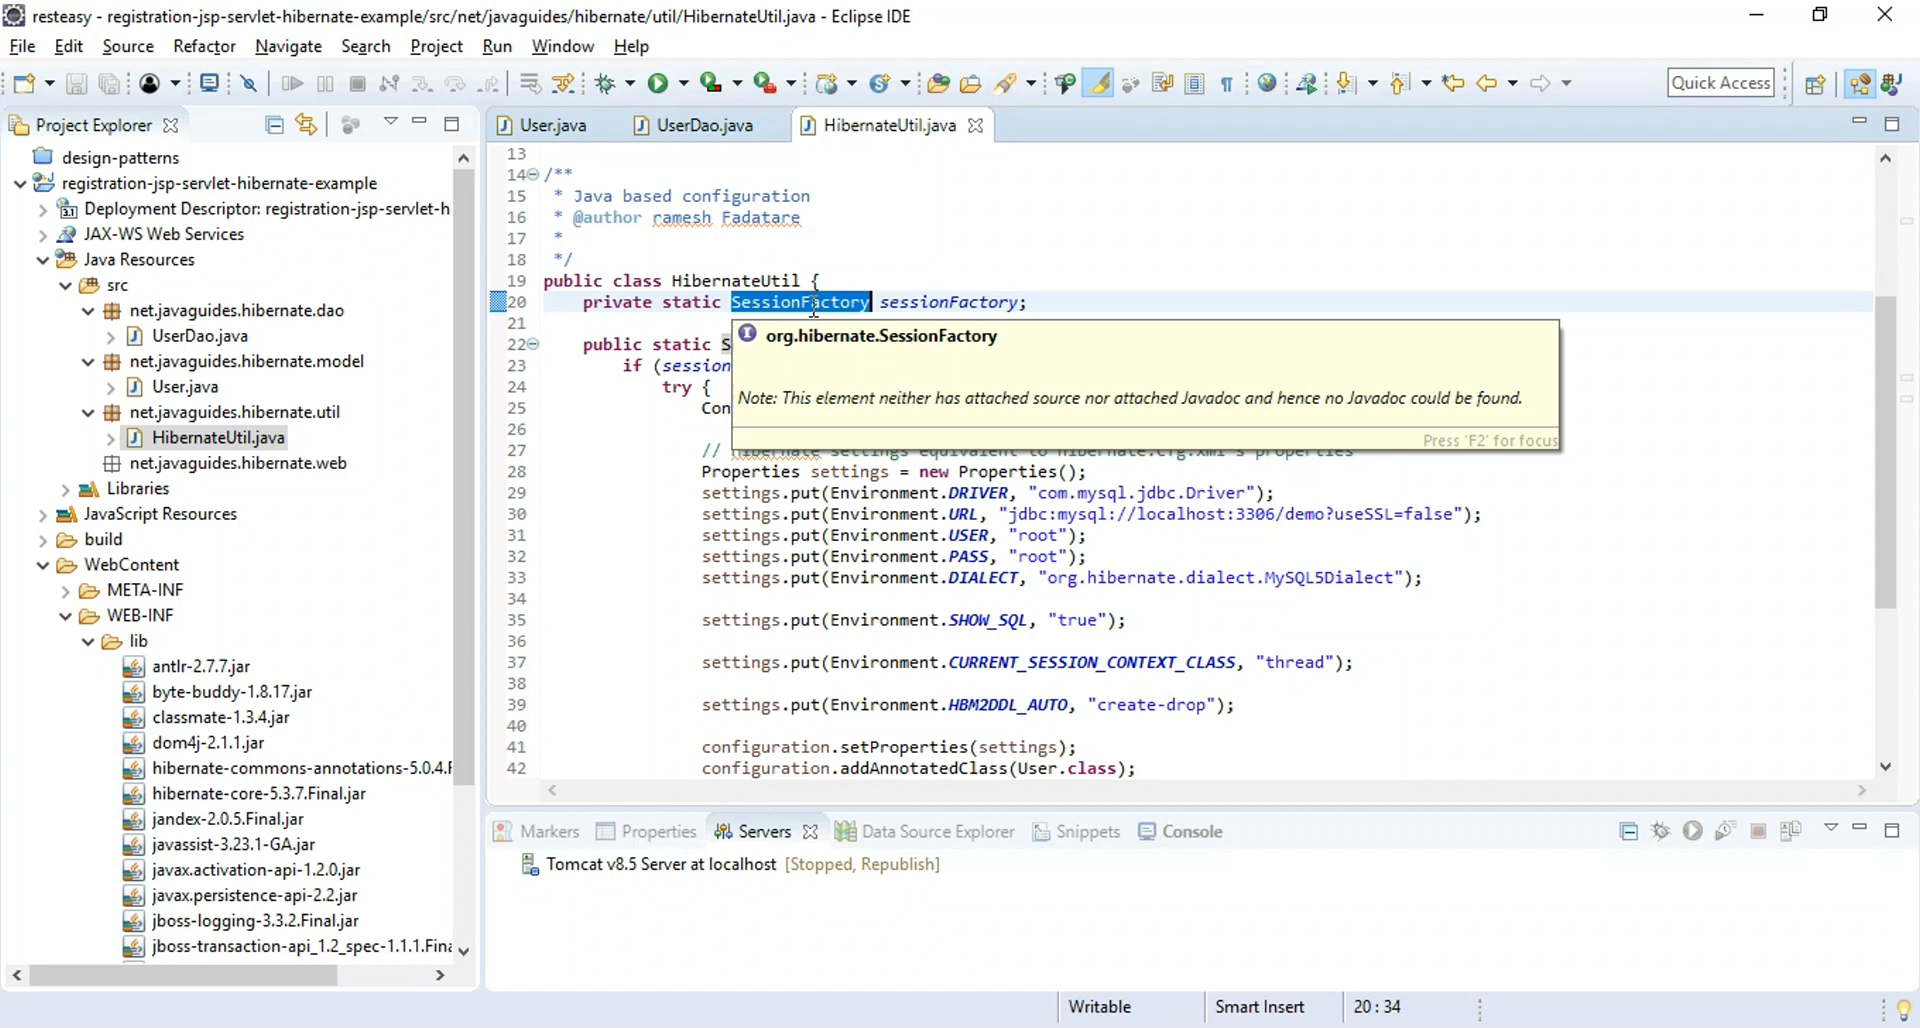 resteasy - registration-jsp-servlet-hibernate-example/src/net/javaguides/hibernate/util/HibernateUtil.java - Eclipse IDE
File Edit Source Refactor Navigate Search Project Run Window Help
Quick Access
Project Explorer
design-patterns
registration-jsp-servlet-hibernate-example
Deployment Descriptor: registration-jsp-servlet-h
JAX-WS Web Services
Java Resources
src
net.javaguides.hibernate.dao
UserDao.java
net.javaguides.hibernate.model
User.java
net.javaguides.hibernate.util
HibernateUtil.java
net.javaguides.hibernate.web
Libraries
JavaScript Resources
build
WebContent
META-INF
WEB-INF
lib
antlr-2.7.7.jar
byte-buddy-1.8.17.jar
classmate-1.3.4.jar
dom4j-2.1.1.jar
hibernate-commons-annotations-5.0.4.F
hibernate-core-5.3.7.Final.jar
jandex-2.0.5.Final.jar
javassist-3.23.1-GA.jar
javax.activation-api-1.2.0.jar
javax.persistence-api-2.2.jar
jboss-logging-3.3.2.Final.jar
jboss-transaction-api_1.2_spec-1.1.1.Fina
User.java UserDao.java HibernateUtil.java
13
14 /**
15 * Java based configuration
16 * @author ramesh Fadatare
17 *
18 */
19 public class HibernateUtil {
20 private static SessionFactory sessionFactory;
21
22 public static S
23 if (session
24 try {
25 Con
26
27 // hibernate settings equivalent to hibernate.cfg.xml's properties
28 Properties settings = new Properties();
29 settings.put(Environment.DRIVER, "com.mysql.jdbc.Driver");
30 settings.put(Environment.URL, "jdbc:mysql://localhost:3306/demo?useSSL=false");
31 settings.put(Environment.USER, "root");
32 settings.put(Environment.PASS, "root");
33 settings.put(Environment.DIALECT, "org.hibernate.dialect.MySQL5Dialect");
34
35 settings.put(Environment.SHOW_SQL, "true");
36
37 settings.put(Environment.CURRENT_SESSION_CONTEXT_CLASS, "thread");
38
39 settings.put(Environment.HBM2DDL_AUTO, "create-drop");
40
41 configuration.setProperties(settings);
42 configuration.addAnnotatedClass(User.class);
org.hibernate.SessionFactory
Note: This element neither has attached source nor attached Javadoc and hence no Javadoc could be found.
Press 'F2' for focus
Markers Properties Servers Data Source Explorer Snippets Console
Tomcat v8.5 Server at localhost [Stopped, Republish]
Writable Smart Insert 20 : 34